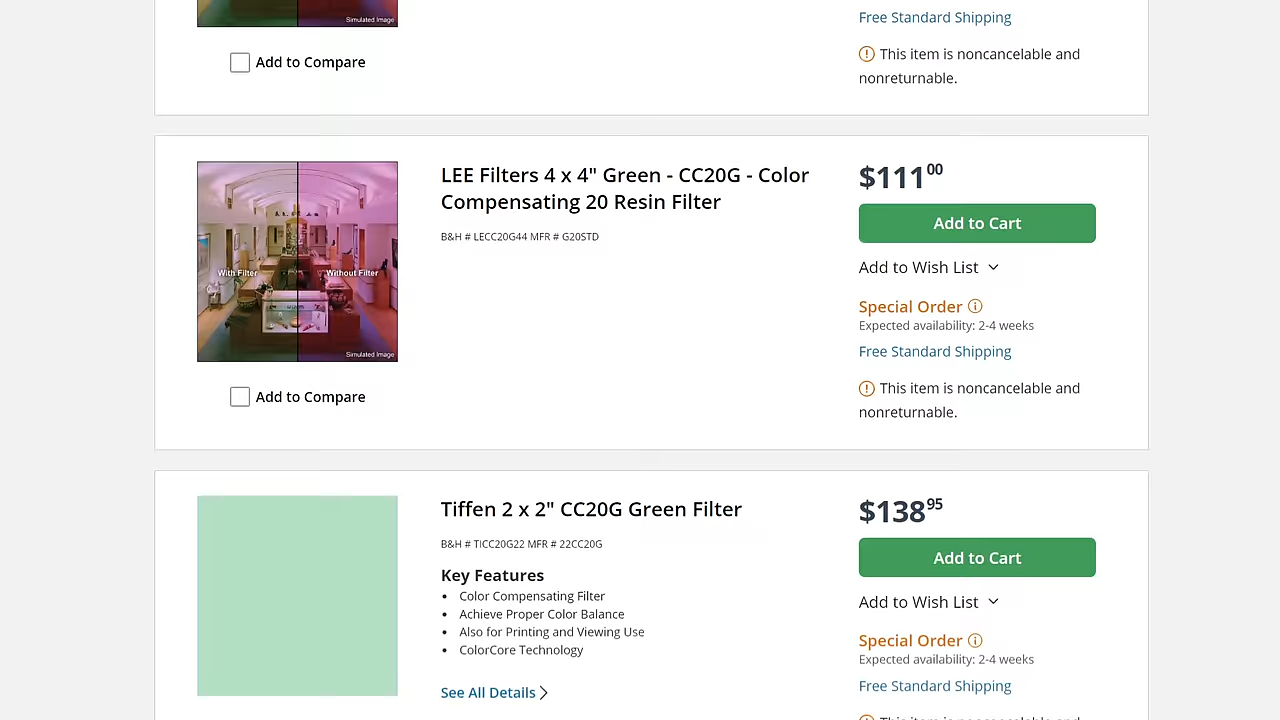 Simulated Image
Add to Compare
Free Standard Shipping
This item is noncancelable and
nonreturnable.
With Filter
Without Filter
Simulated Image
Add to Compare
LEE Filters 4 x 4" Green - CC20G - Color
Compensating 20 Resin Filter
B&H # LECC20G44 MFR # G20STD
$111 00
Add to Cart
Add to Wish List
Special Order
Expected availability: 2-4 weeks
Free Standard Shipping
This item is noncancelable and
nonreturnable.
Tiffen 2 x 2" CC20G Green Filter
B&H # TICC20G22 MFR # 22CC20G
Key Features
• Color Compensating Filter
• Achieve Proper Color Balance
• Also for Printing and Viewing Use
• ColorCore Technology
See All Details
$138 95
Add to Cart
Add to Wish List
Special Order
Expected availability: 2-4 weeks
Free Standard Shipping